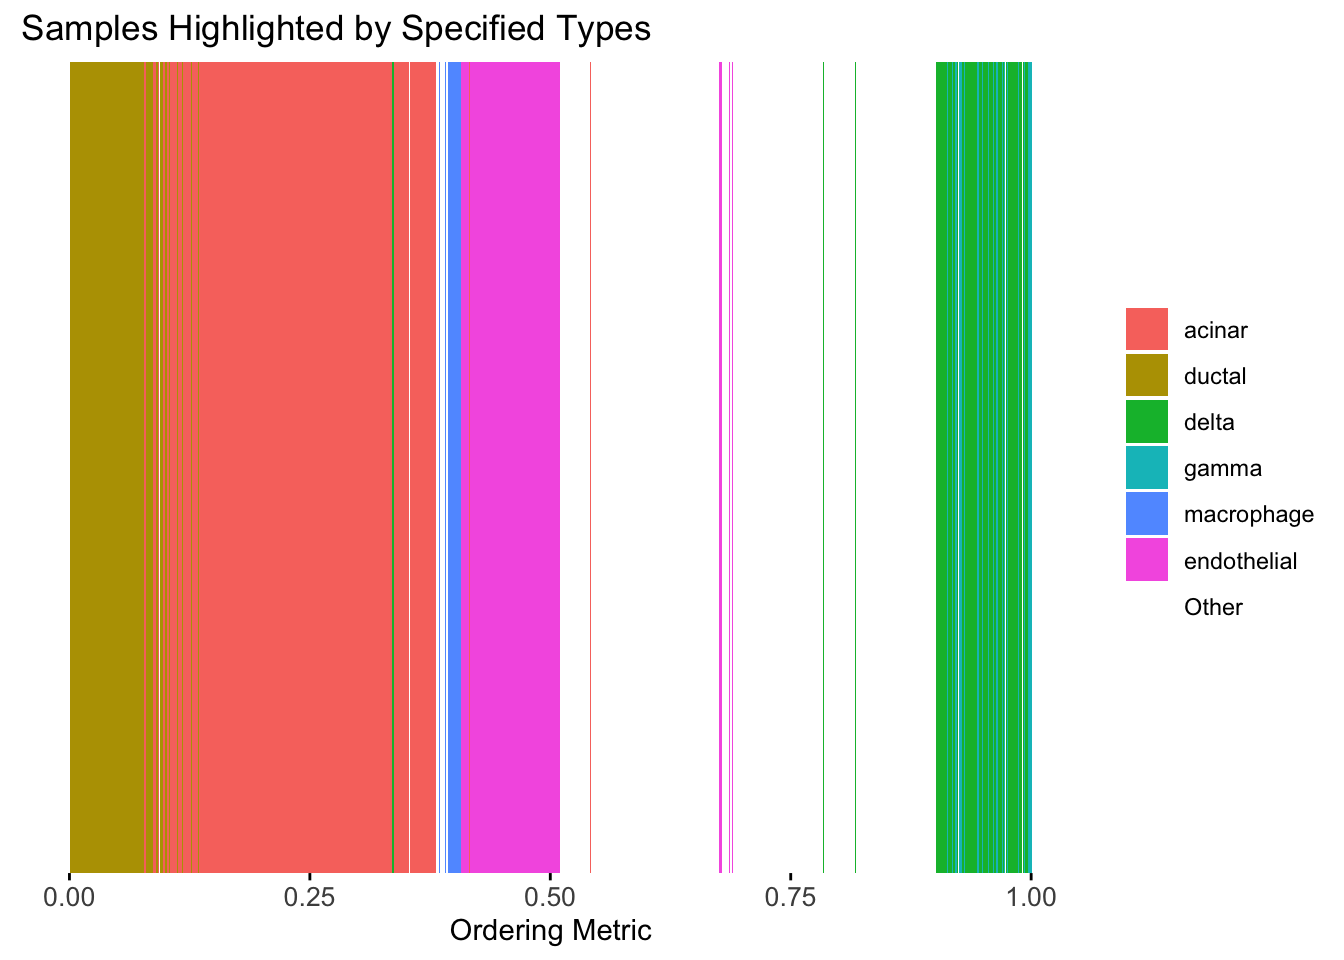 Samples Highlighted by Specified Types
acinar
ductal
delta
gamma
macrophage
endothelial
Other
0.00 0.25 0.50 0.75 1.00
Ordering Metric